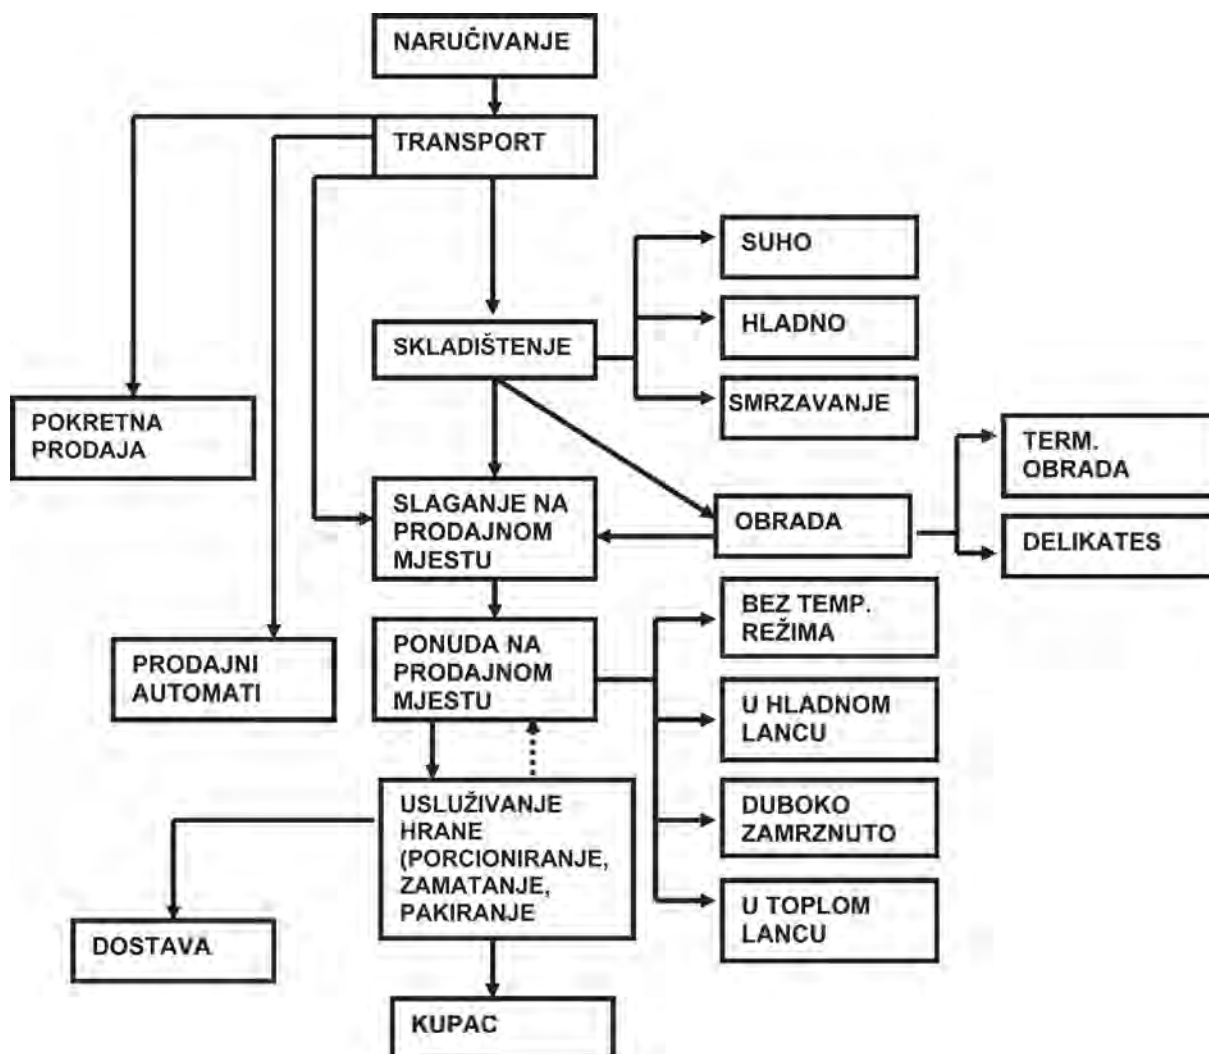 NARUČIVANJE
TRANSPORT
SUHO
HLADNO
SKLADIŠTENJE
SMRZAVANJE
POKRETNA
PRODAJA
TERM.
OBRADA
SLAGANJE NA
PRODAJNOM
MJESTU
OBRADA
DELIKATES
BEZ TEMP.
REŽIMA
PONUDA NA
PRODAJNOM
MJESTU
PRODAJNI
AUTOMATI
U HLADNOM
LANCU
USLUŽIVANJE
HRANE
(PORCIONIRANJE,
ZAMATANJE,
PAKIRANJE
DUBOKO
ZAMRZNUTO
U TOPLOM
LANCU
DOSTAVA
KUPAC